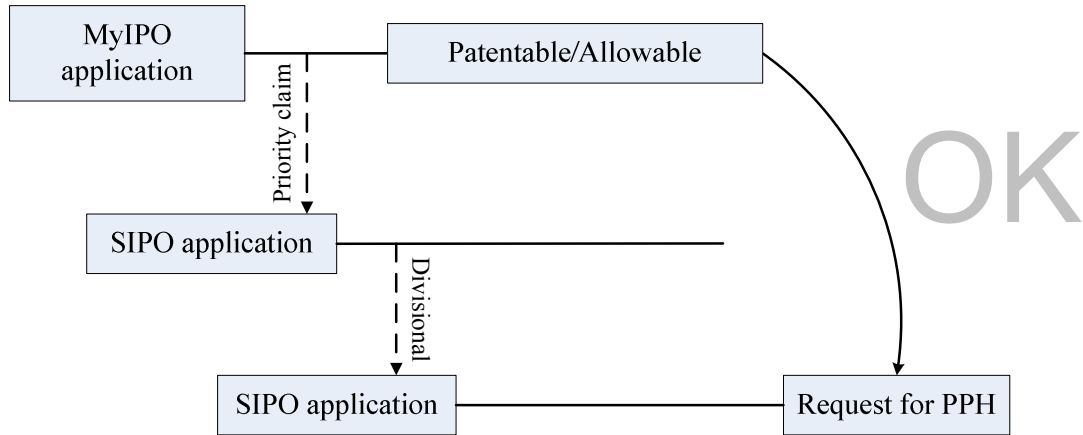 MyIPO
application
Patentable/Allowable
Priority claim
OK
SIPO application
Divisional
SIPO application
Request for PPH